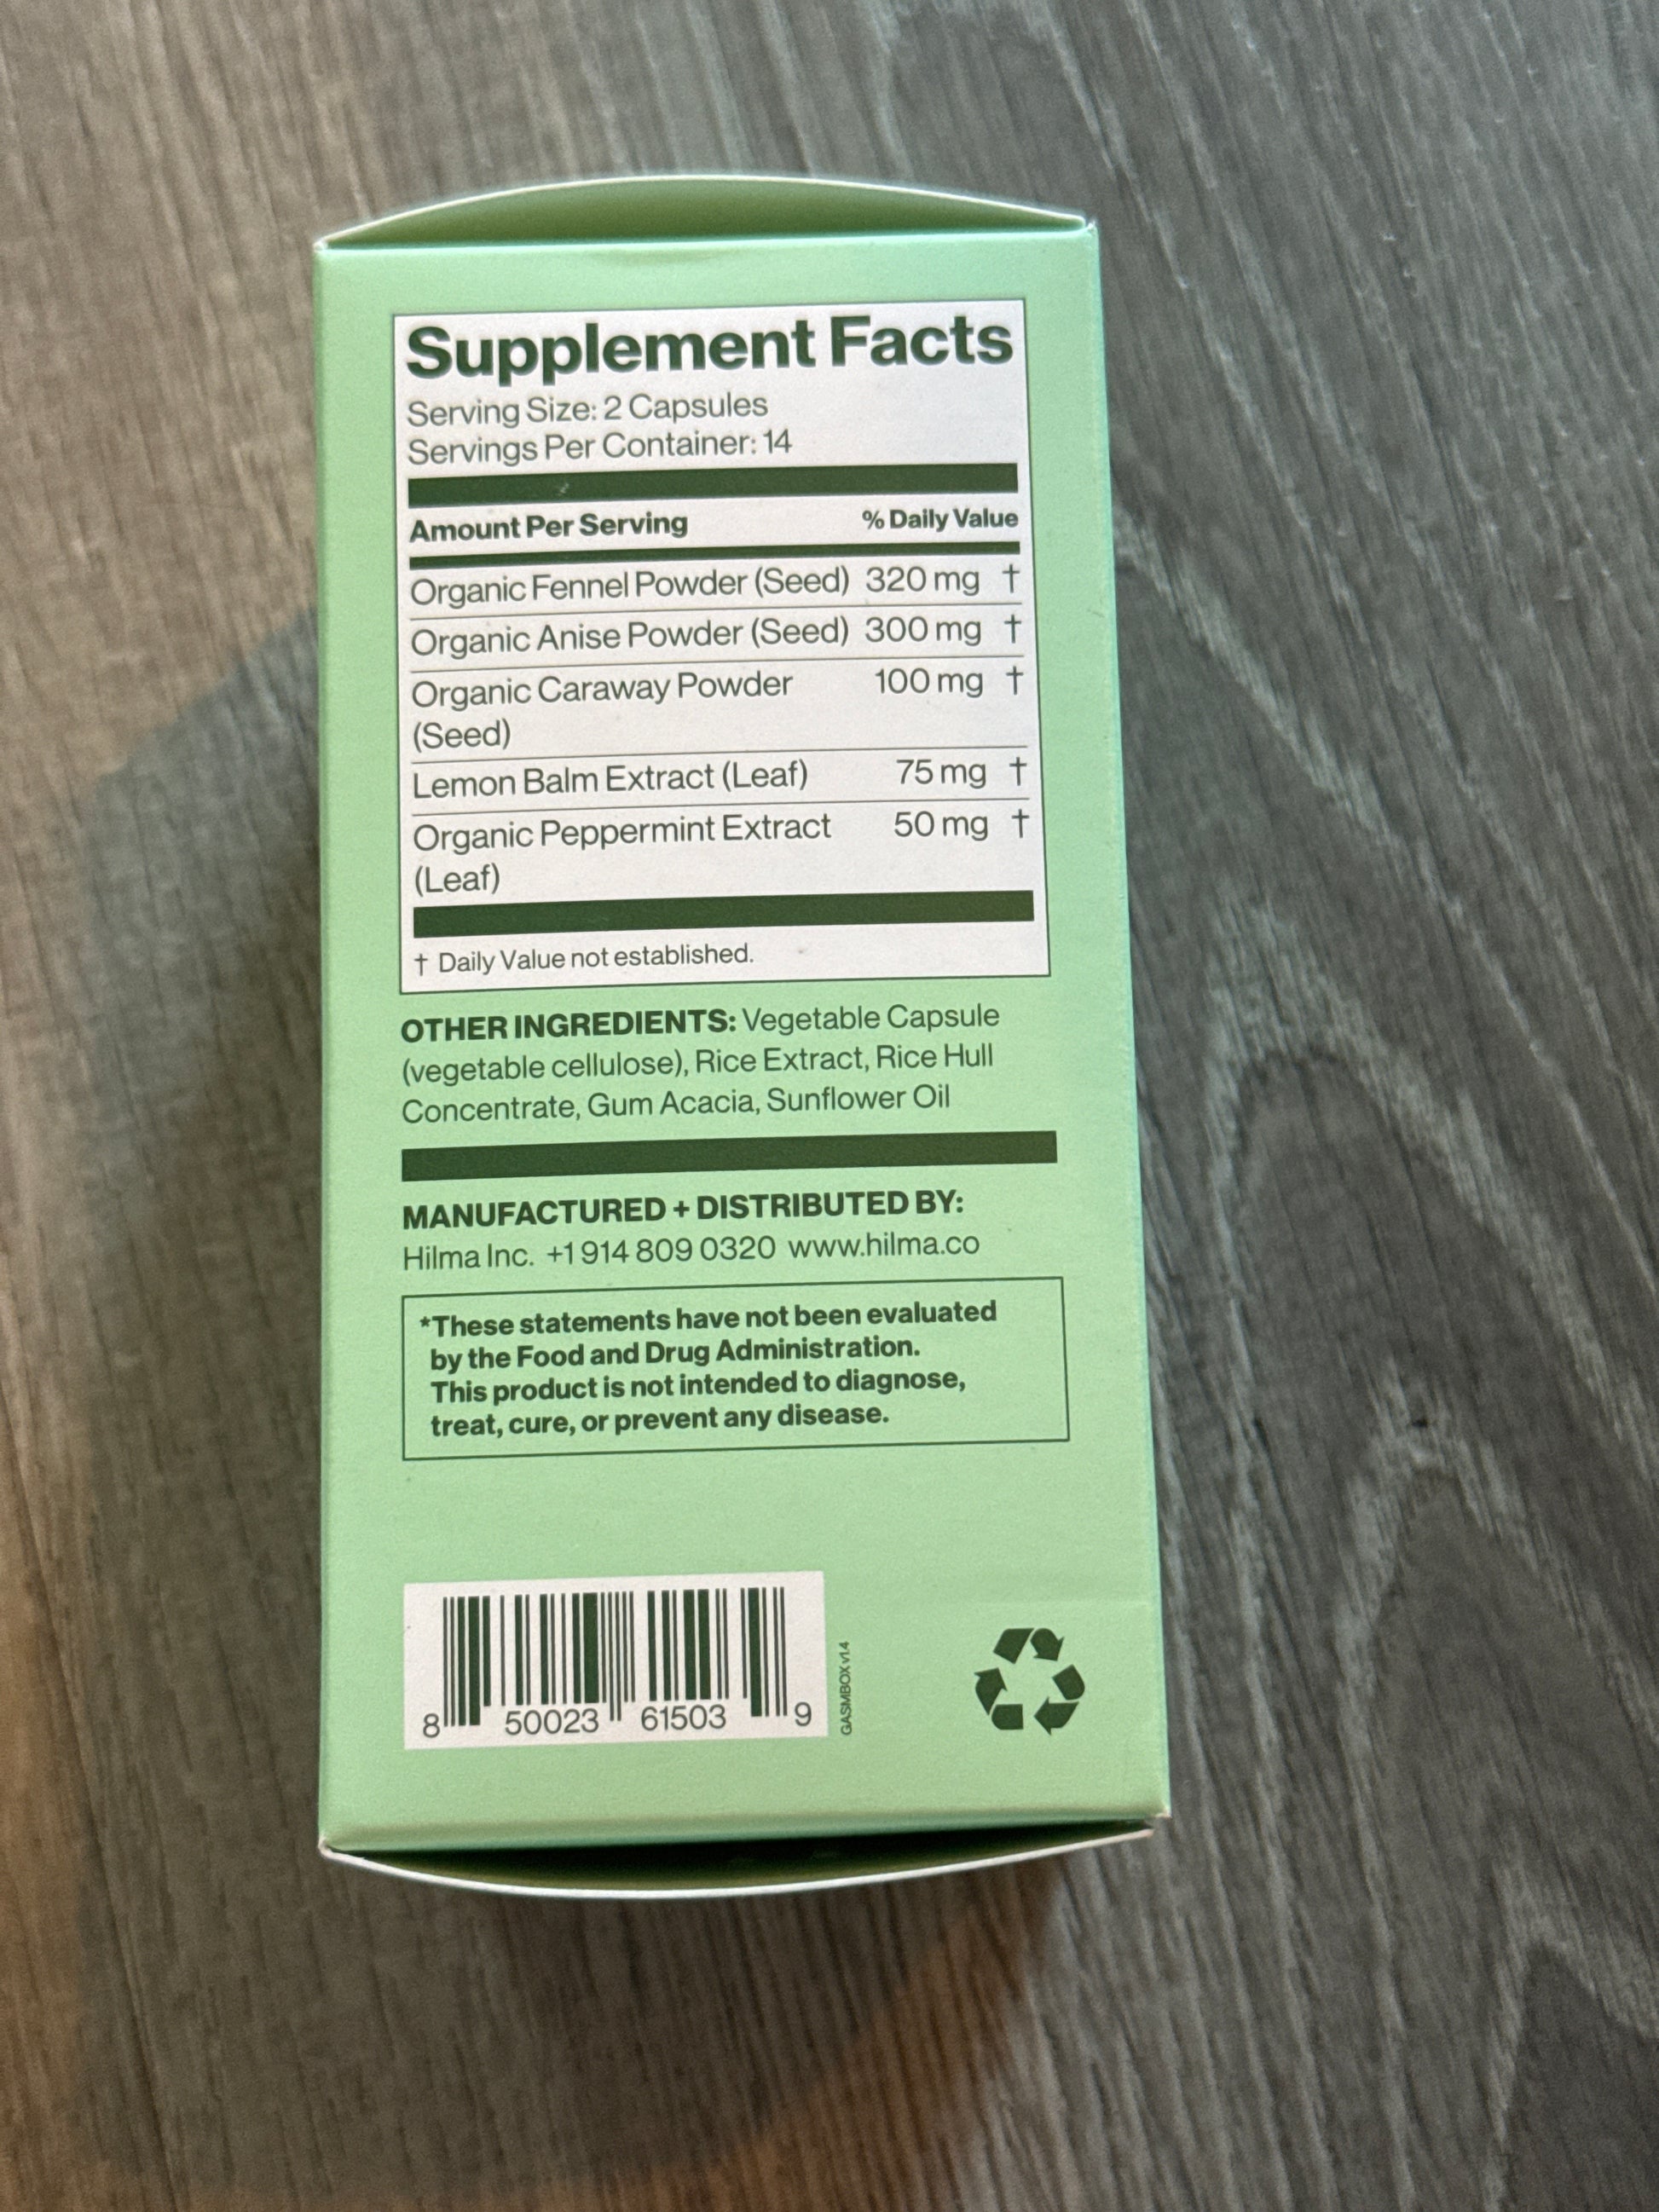 Supplement Facts
Serving Size: 2 Capsules
Servings Per Container: 14
Amount Per Serving % Daily Value
Organic Fennel Powder (Seed) 320 mg †
Organic Anise Powder (Seed) 300 mg †
Organic Caraway Powder 100 mg †
(Seed)
Lemon Balm Extract (Leaf) 75 mg †
Organic Peppermint Extract 50 mg †
(Leaf)
† Daily Value not established.
OTHER INGREDIENTS: Vegetable Capsule
(vegetable cellulose), Rice Extract, Rice Hull
Concentrate, Gum Acacia, Sunflower Oil
MANUFACTURED + DISTRIBUTED BY:
Hilma Inc. +1 914 809 0320 www.hilma.co
*These statements have not been evaluated
by the Food and Drug Administration.
This product is not intended to diagnose,
treat, cure, or prevent any disease.
8 50023 61503 9
GASMBOX v1.4